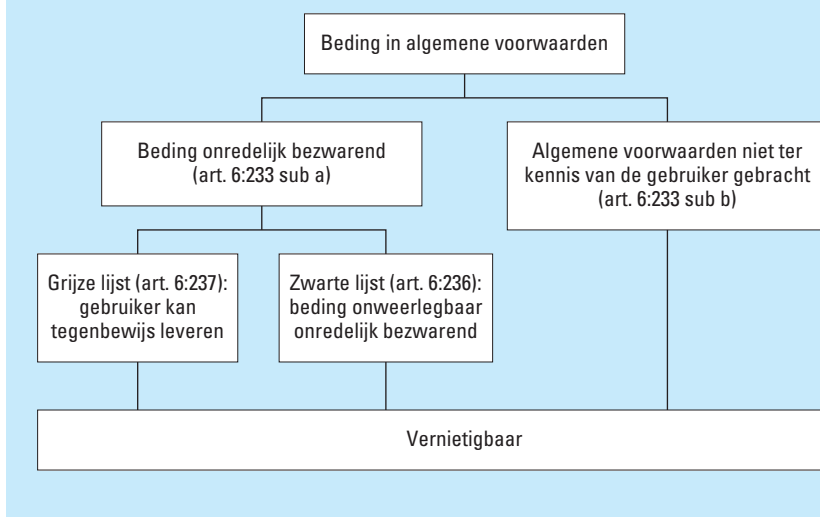 Beding in algemene voorwaarden
Beding onredelijk bezwarend
(art. 6:233 sub a)
Algemene voorwaarden niet ter
kennis van de gebruiker gebracht
(art. 6:233 sub b)
Grijze lijst (art. 6:237):
gebruiker kan
tegenbewijs leveren
Zwarte lijst (art. 6:236):
beding onweerlegbaar
onredelijk bezwarend
Vernietigbaar